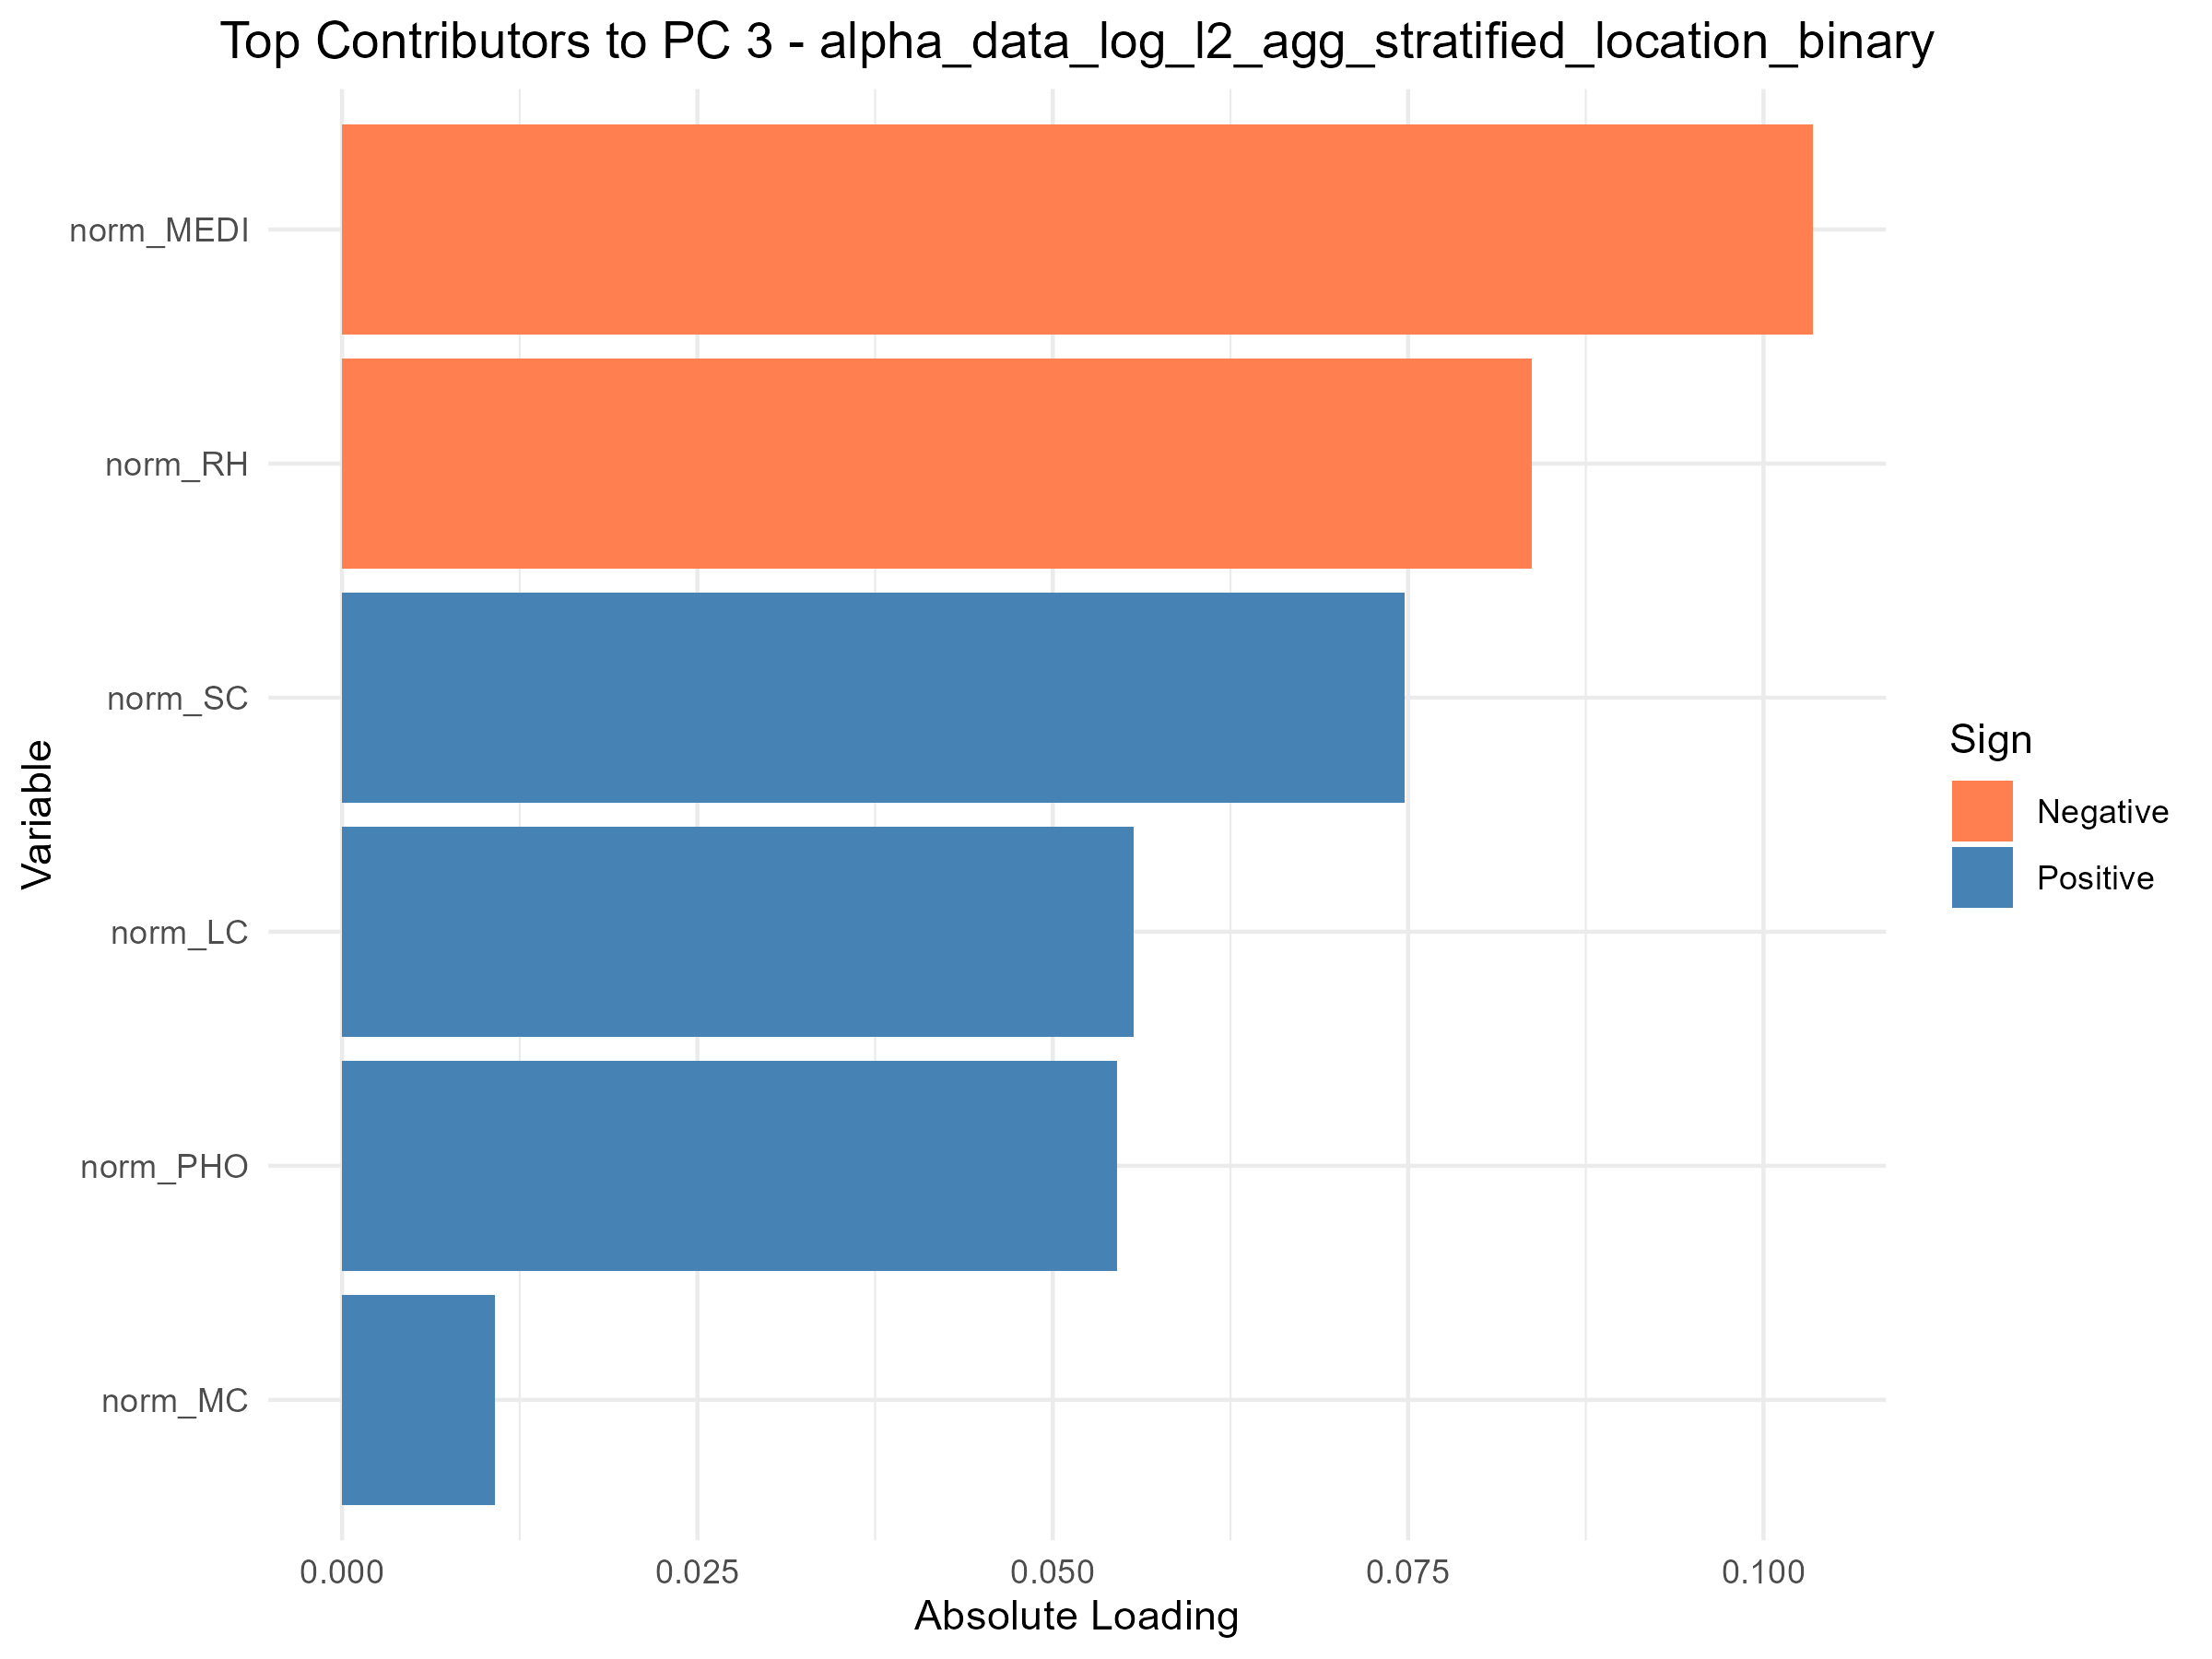 Top Contributors to PC 3 - alpha_data_log_l2_agg_stratified_location_binary
norm_MEDI
norm_RH
norm_SC
norm_LC
norm_PHO
norm_MC
Variable
0.000 0.025 0.050 0.075 0.100
Absolute Loading
Sign
Negative
Positive